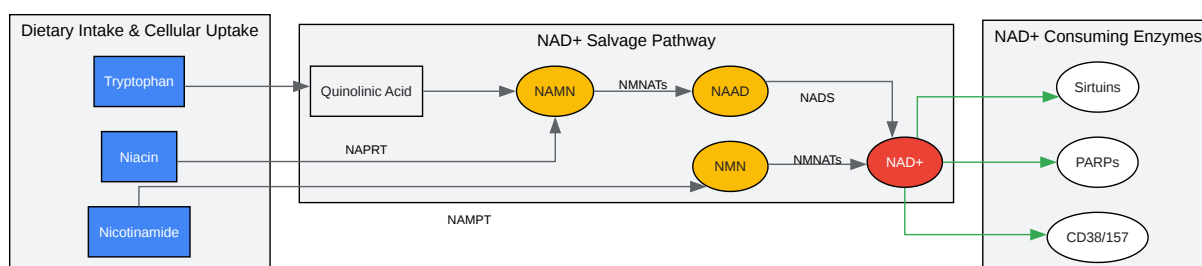 Dietary Intake & Cellular Uptake
Tryptophan
Niacin
Nicotinamide
NAD+ Salvage Pathway
Quinolinic Acid
NAMN
NMNATs
NAAD
NADS
NAPRT
NMN
NMNATs
NAD+
NAMPT
NAD+ Consuming Enzymes
Sirtuins
PARPs
CD38/157